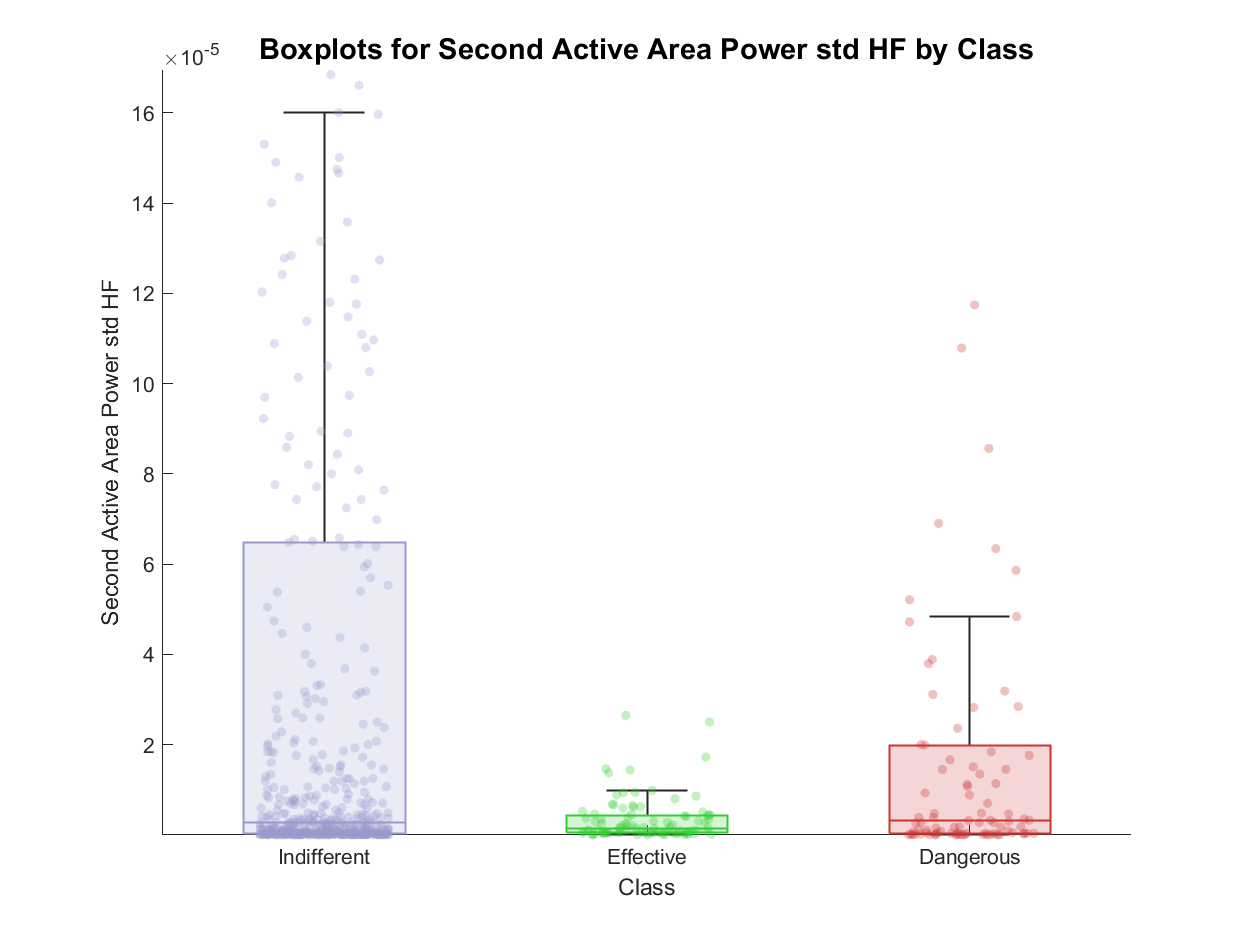 Boxplots for Second Active Area Power std HF by Class
×10-5
16
14
12
10
8
6
4
2
Second Active Area Power std HF
Indifferent
Effective
Dangerous
Class